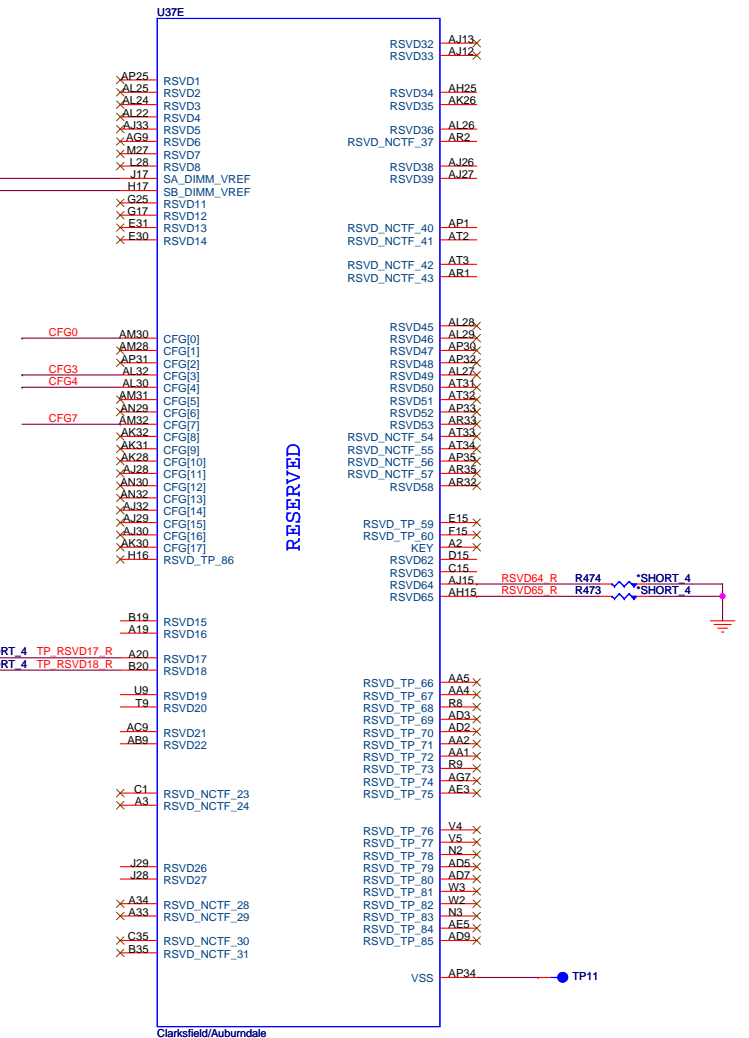 U37E
AP25 RSVD1
AL25 RSVD2
AL24 RSVD3
AL22 RSVD4
AJ33 RSVD5
AG9 RSVD6
M27 RSVD7
L28 RSVD8
J17 SA_DIMM_VREF
H17 SB_DIMM_VREF
G25 RSVD11
G17 RSVD12
E31 RSVD13
E30 RSVD14
CFG0 AM30 CFG[0]
AM28 CFG[1]
AP31 CFG[2]
CFG3 AL32 CFG[3]
CFG4 AL30 CFG[4]
AM31 CFG[5]
AN29 CFG[6]
CFG7 AM32 CFG[7]
AK32 CFG[8]
AK31 CFG[9]
AK28 CFG[10]
AJ28 CFG[11]
AN30 CFG[12]
AN32 CFG[13]
AJ32 CFG[14]
AJ29 CFG[15]
AJ30 CFG[16]
AK30 CFG[17]
H16 RSVD_TP_86
B19 RSVD15
A19 RSVD16
RT_4 TP_RSVD17_R A20 RSVD17
RT_4 TP_RSVD18_R B20 RSVD18
U9 RSVD19
T9 RSVD20
AC9 RSVD21
AB9 RSVD22
C1 RSVD_NCTF_23
A3 RSVD_NCTF_24
J29 RSVD26
J28 RSVD27
A34 RSVD_NCTF_28
A33 RSVD_NCTF_29
C35 RSVD_NCTF_30
B35 RSVD_NCTF_31
RESERVED
RSVD32 AJ13
RSVD33 AJ12
RSVD34 AH25
RSVD35 AK26
RSVD36 AL26
RSVD_NCTF_37 AR2
RSVD38 AJ26
RSVD39 AJ27
RSVD_NCTF_40 AP1
RSVD_NCTF_41 AT2
RSVD_NCTF_42 AT3
RSVD_NCTF_43 AR1
RSVD45 AL28
RSVD46 AL29
RSVD47 AP30
RSVD48 AP32
RSVD49 AL27
RSVD50 AT31
RSVD51 AT32
RSVD52 AP33
RSVD53 AR33
RSVD_NCTF_54 AT33
RSVD_NCTF_55 AT34
RSVD_NCTF_56 AP35
RSVD_NCTF_57 AR35
RSVD58 AR32
RSVD_TP_59 E15
RSVD_TP_60 F15
KEY A2
RSVD62 D15
RSVD63 C15
RSVD64 AJ15 RSVD64_R R474 *SHORT_4
RSVD65 AH15 RSVD65_R R473 *SHORT_4
RSVD_TP_66 AA5
RSVD_TP_67 AA4
RSVD_TP_68 R8
RSVD_TP_69 AD3
RSVD_TP_70 AD2
RSVD_TP_71 AA2
RSVD_TP_72 AA1
RSVD_TP_73 R9
RSVD_TP_74 AG7
RSVD_TP_75 AE3
RSVD_TP_76 V4
RSVD_TP_77 V5
RSVD_TP_78 N2
RSVD_TP_79 AD5
RSVD_TP_80 AD7
RSVD_TP_81 W3
RSVD_TP_82 W2
RSVD_TP_83 N3
RSVD_TP_84 AE5
RSVD_TP_85 AD9
VSS AP34 TP11
Clarksfield/Auburndale